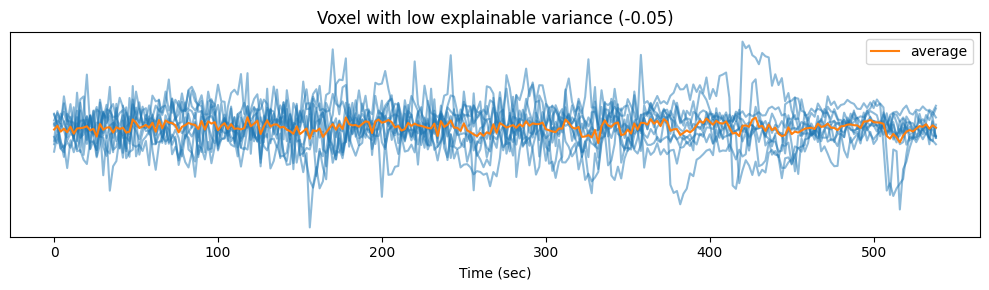 Voxel with low explainable variance (-0.05)
average
0 100 200 300 400 500
Time (sec)